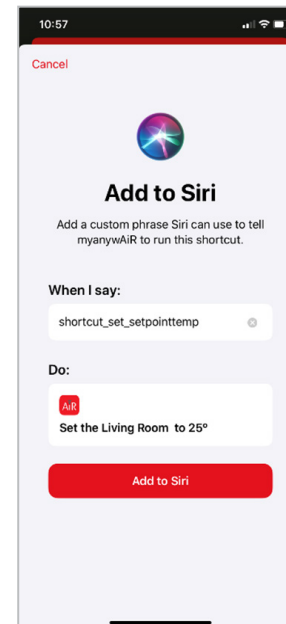 10:57
Cancel
Add to Siri
Add a custom phrase Siri can use to tell
myanywAiR to run this shortcut.
When I say:
shortcut_set_setpointtemp
Do:
AiR
Set the Living Room to 25°
Add to Siri